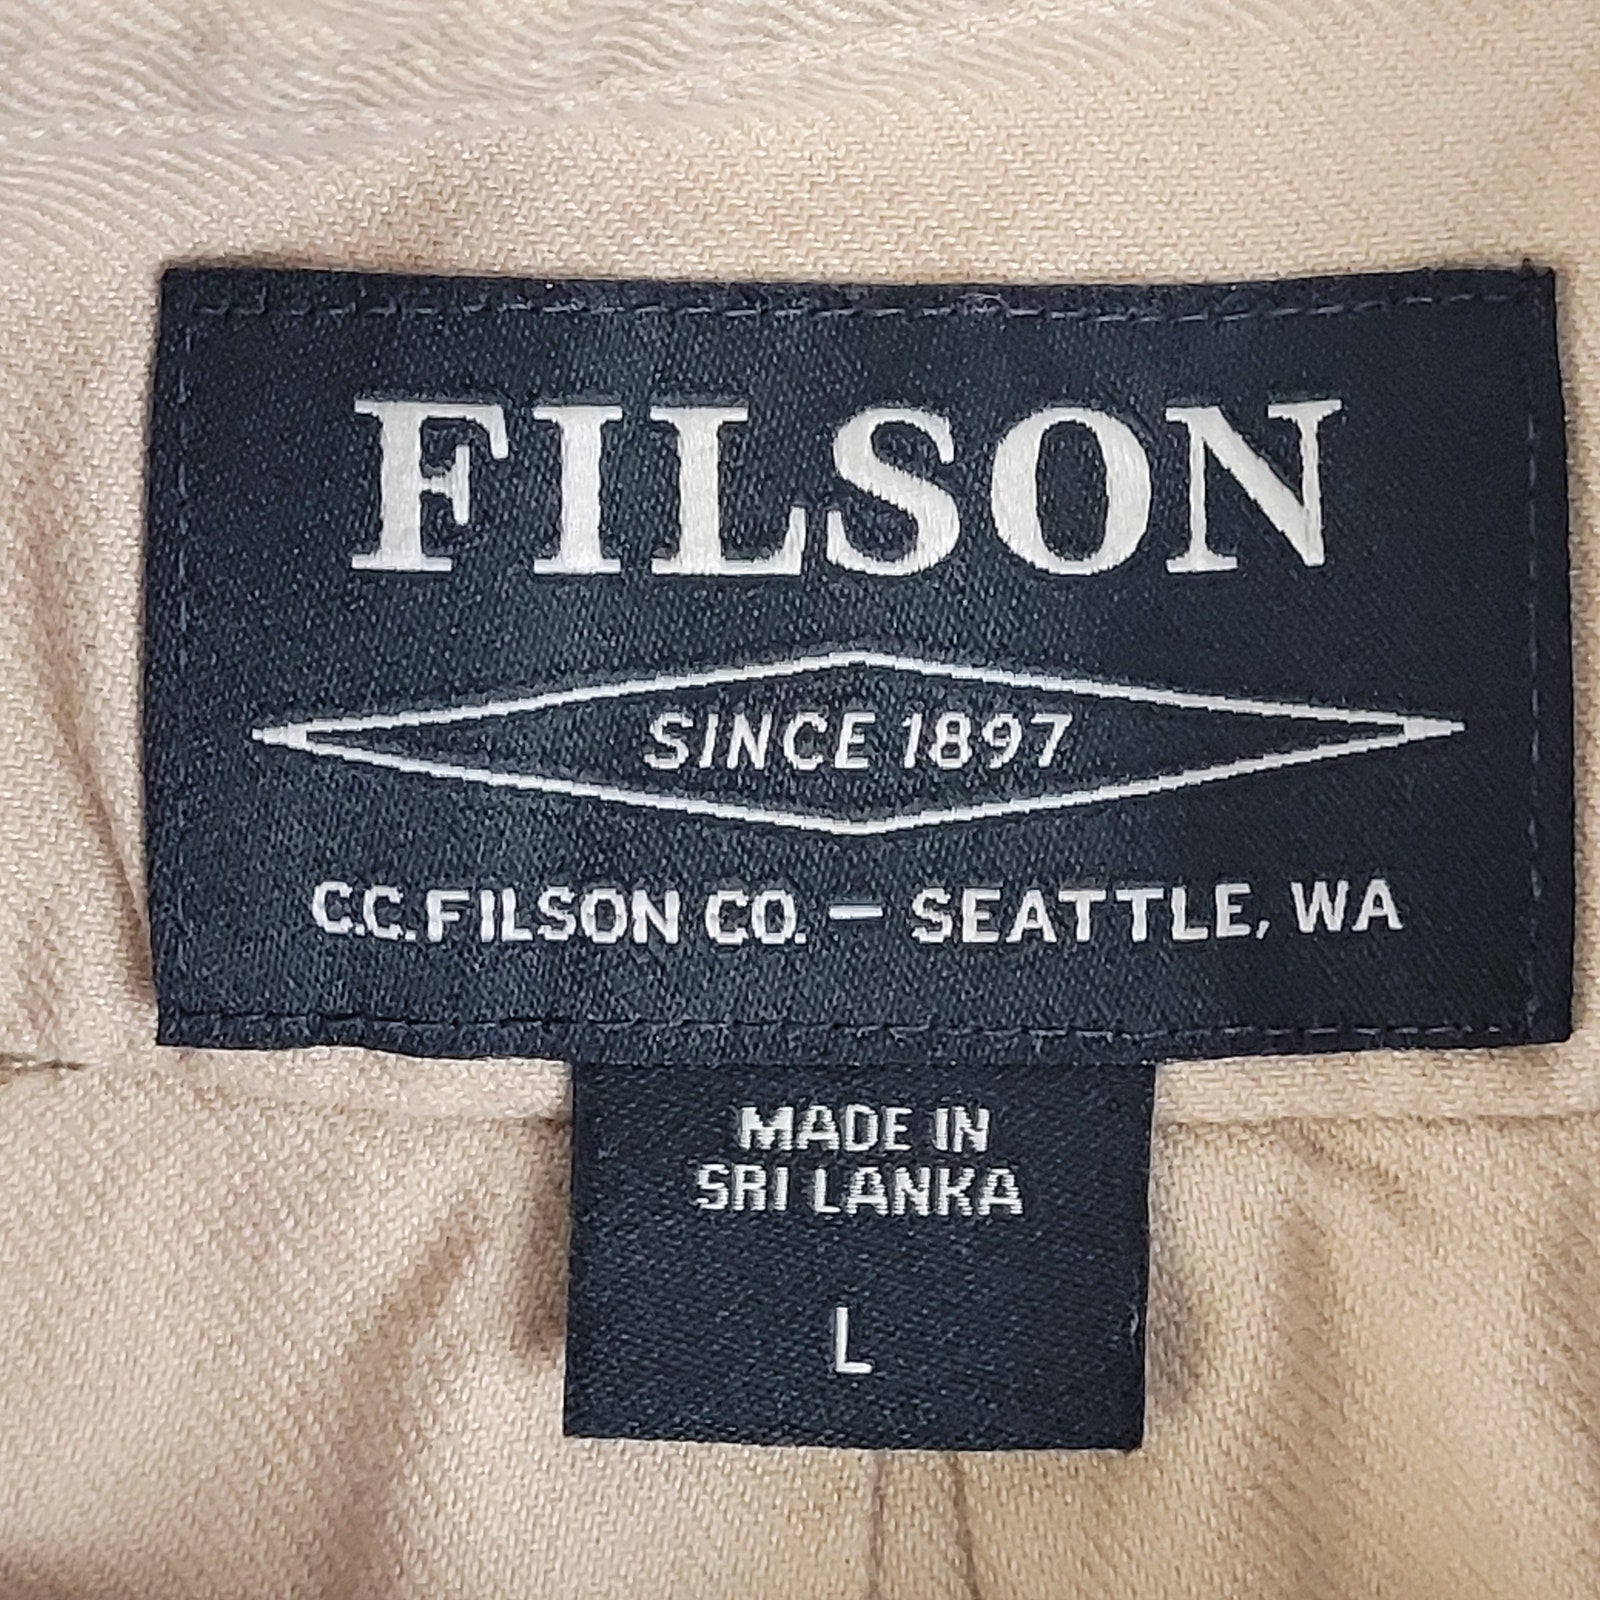 FILSON
SINCE 1897
C.C. FILSON CO. – SEATTLE, WA
MADE IN
SRI LANKA
L